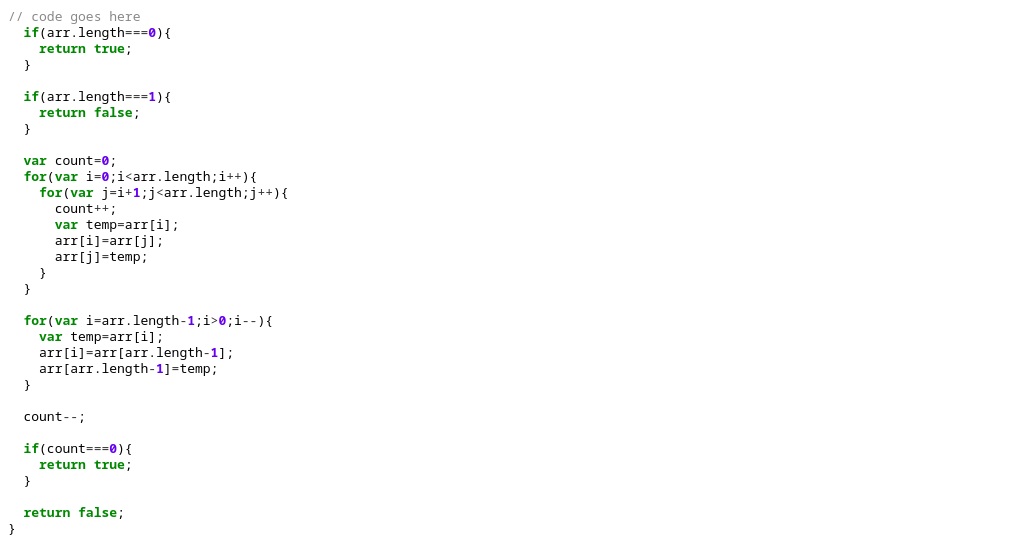 // code goes here
  if(arr.length===0){
    return true;
  }

  if(arr.length===1){
    return false;
  }

  var count=0;
  for(var i=0;i<arr.length;i++){
    for(var j=i+1;j<arr.length;j++){
      count++;
      var temp=arr[i];
      arr[i]=arr[j];
      arr[j]=temp;
    }
  }

  for(var i=arr.length-1;i>0;i--){
    var temp=arr[i];
    arr[i]=arr[arr.length-1];
    arr[arr.length-1]=temp;
  }

  count--;

  if(count===0){
    return true;
  }

  return false;
}